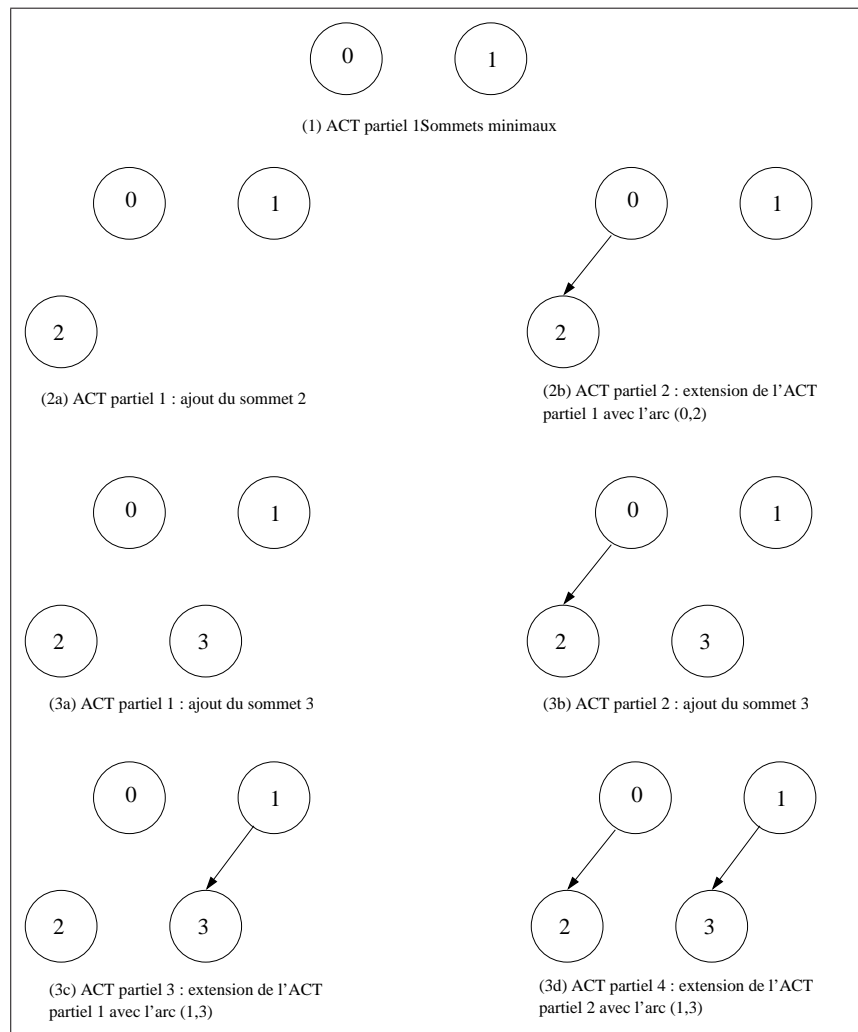 0 1
(1) ACT partiel 1Sommets minimaux
0 1
2
(2a) ACT partiel 1 : ajout du sommet 2
0 1
2
(2b) ACT partiel 2 : extension de l'ACT
partiel 1 avec l'arc (0,2)
0 1
2 3
(3a) ACT partiel 1 : ajout du sommet 3
0 1
2 3
(3b) ACT partiel 2 : ajout du sommet 3
0 1
2 3
(3c) ACT partiel 3 : extension de l'ACT
partiel 1 avec l'arc (1,3)
0 1
2 3
(3d) ACT partiel 4 : extension de l'ACT
partiel 2 avec l'arc (1,3)